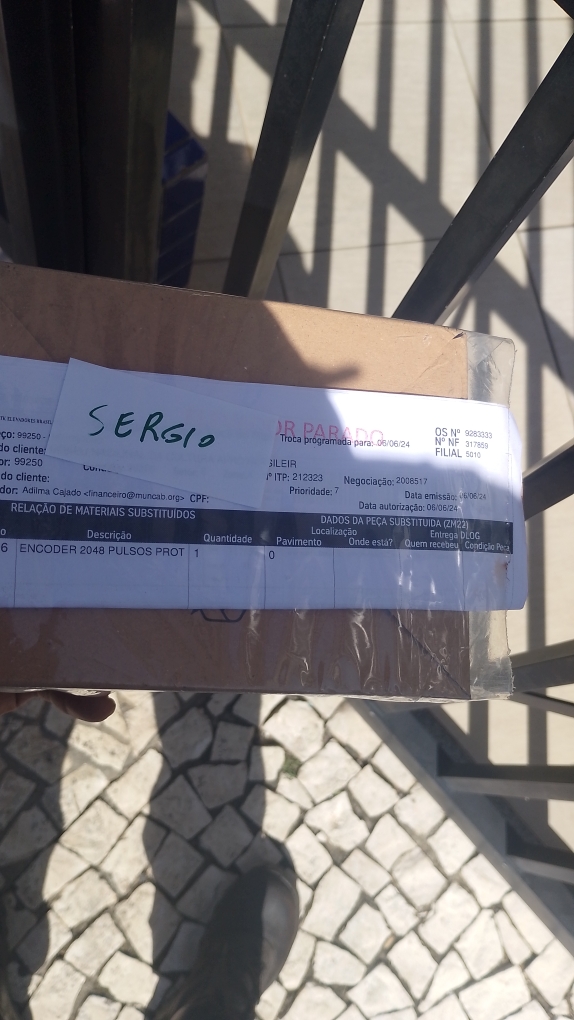 SERGIO
OR PARADO
TK ELEVADORES BRASIL
Troca programada para: 06/06/24
OS Nº 9283333
Nº NF 317859
FILIAL 5010
ço: 99250 -
do cliente:
or: 99250
SILEIR
º ITP: 212323
Negociação: 2008517
do cliente:
Prioridade: 7
Data emissão: 06/06/24
dor: Adilma Cajado <financeiro@muncab.org> CPF:
Data autorização: 06/06/24
RELAÇÃO DE MATERIAIS SUBSTITUÍDOS
DADOS DA PEÇA SUBSTITUIDA (ZM22)
Localização
Entrega DLOG
o Descrição Quantidade Pavimento Onde está? Quem recebeu Condição Peça
6 ENCODER 2048 PULSOS PROT 1 0